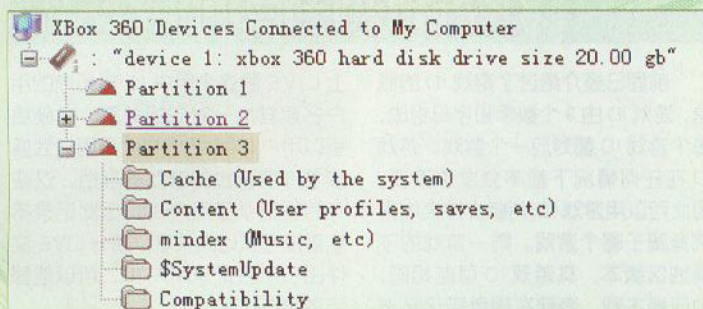 XBox 360 Devices Connected to My Computer
: "device 1: xbox 360 hard disk drive size 20.00 gb"
Partition 1
Partition 2
Partition 3
Cache (Used by the system)
Content (User profiles, saves, etc)
mindex (Music, etc)
$SystemUpdate
Compatibility